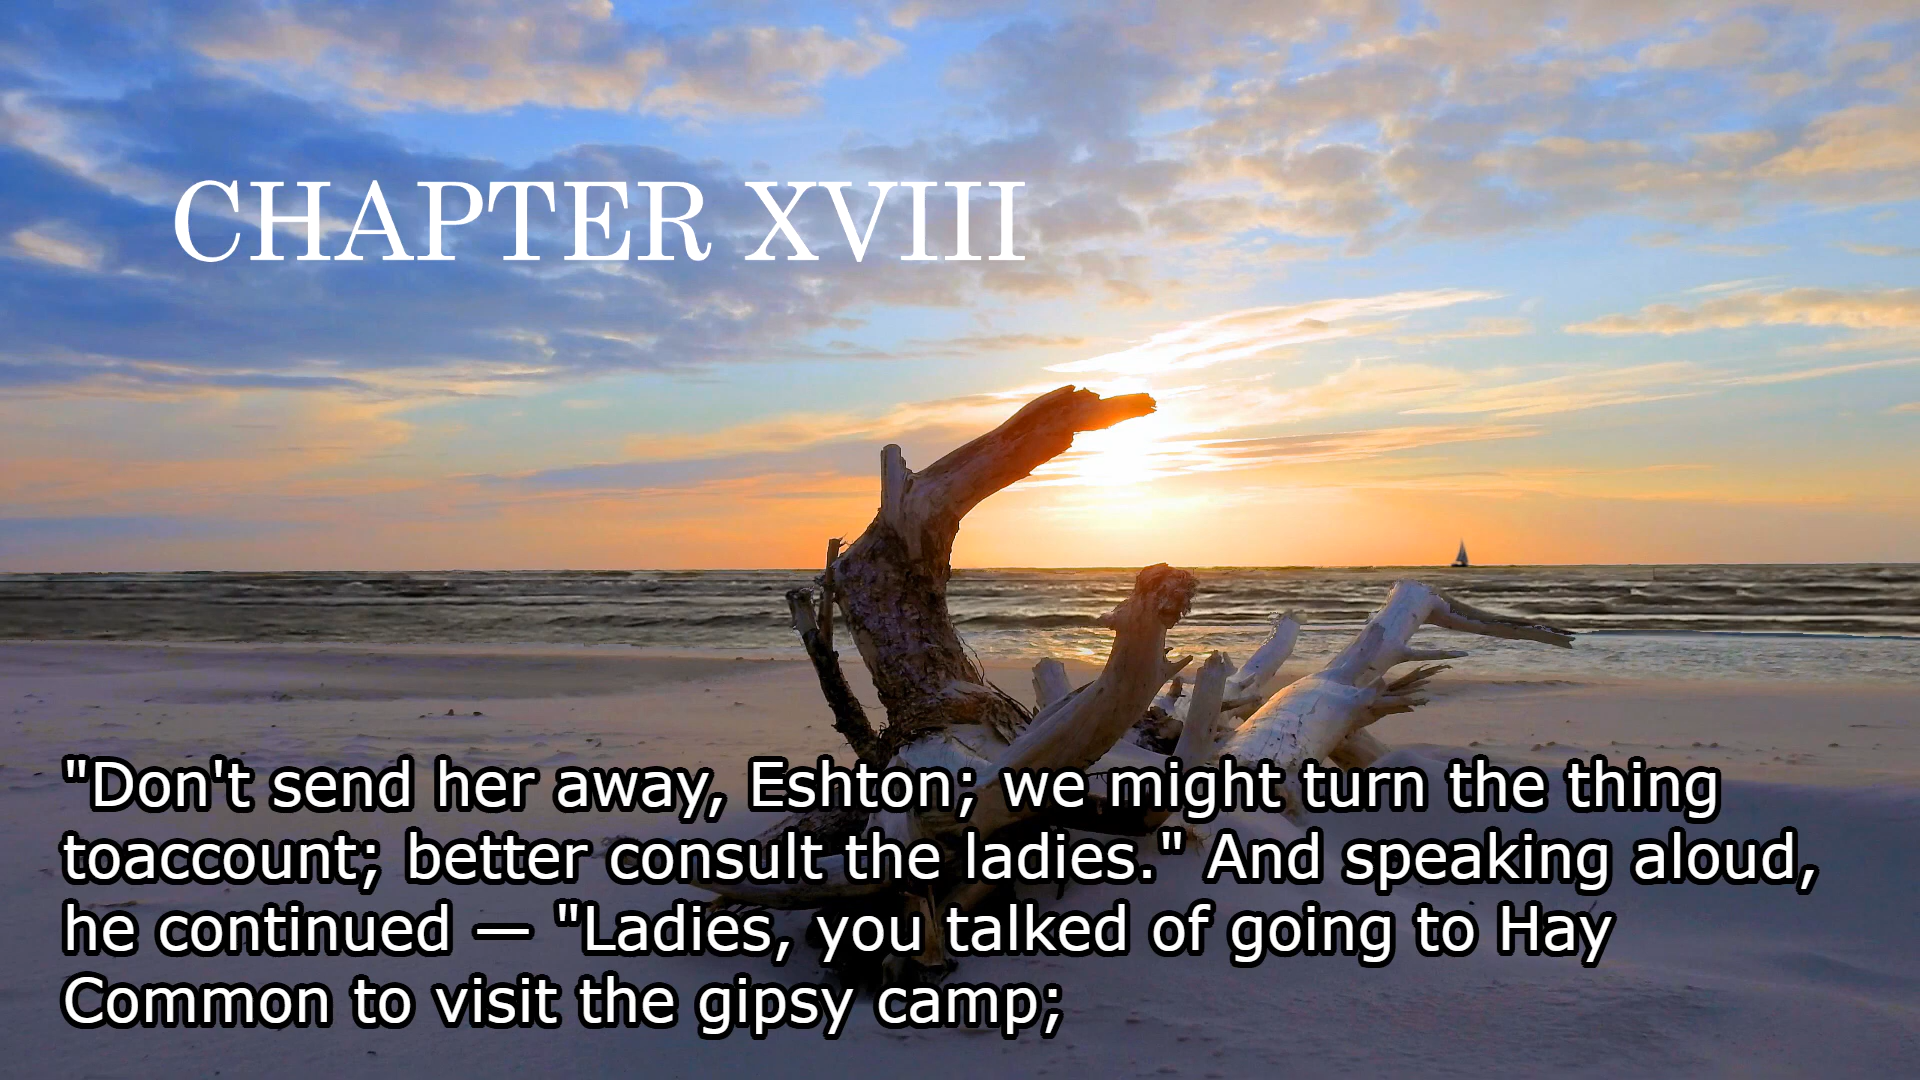 CHAPTER XVIII
"Don't send her away, Eshton; we might turn the thing
toaccount; better consult the ladies." And speaking aloud,
he continued — "Ladies, you talked of going to Hay
Common to visit the gipsy camp;